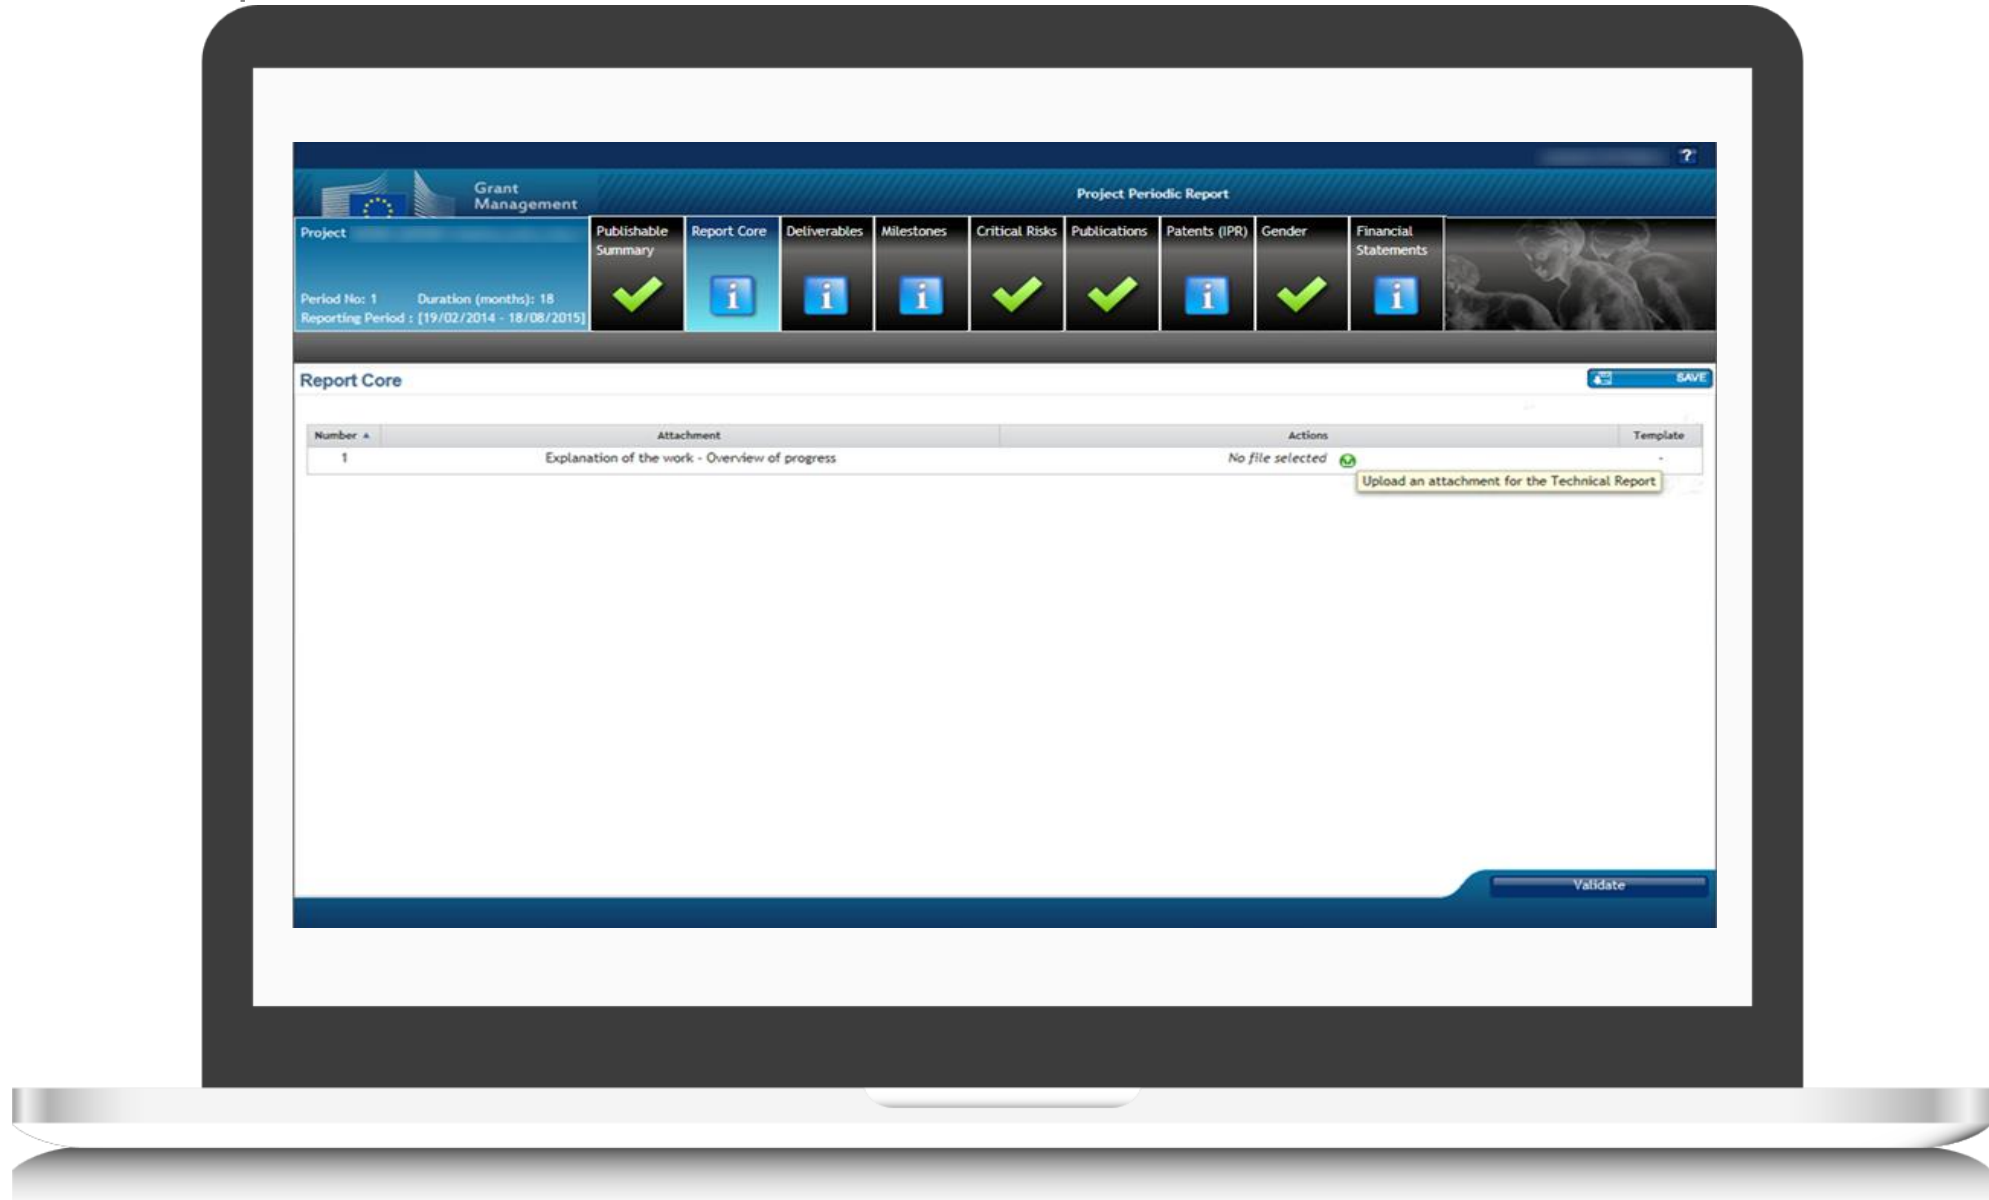 ?
Grant
Management
Project Periodic Report
Project
Period No: 1 Duration (months): 18
Reporting Period : [19/02/2014 - 18/08/2015]
Publishable
Summary
Report Core
Deliverables
Milestones
Critical Risks
Publications
Patents (IPR)
Gender
Financial
Statements
Report Core
SAVE
Number Attachment Actions Template
1 Explanation of the work - Overview of progress No file selected -
Upload an attachment for the Technical Report
Validate